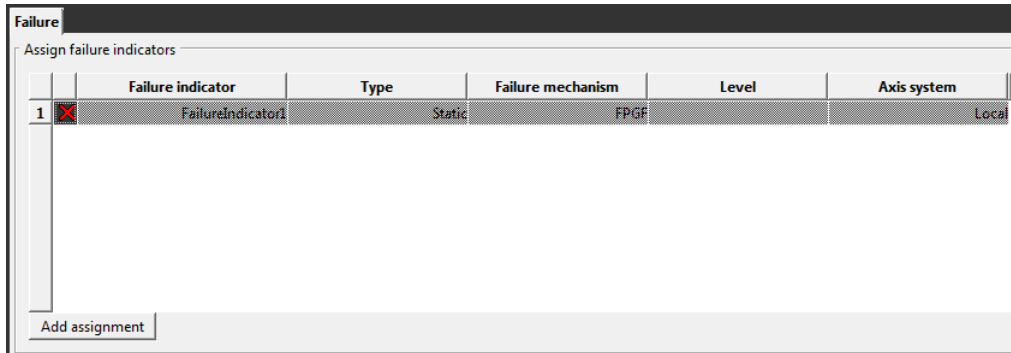 Failure
Assign failure indicators
Failure indicator Type Failure mechanism Level Axis system
1 FailureIndicator1 Static FPGF Local
Add assignment